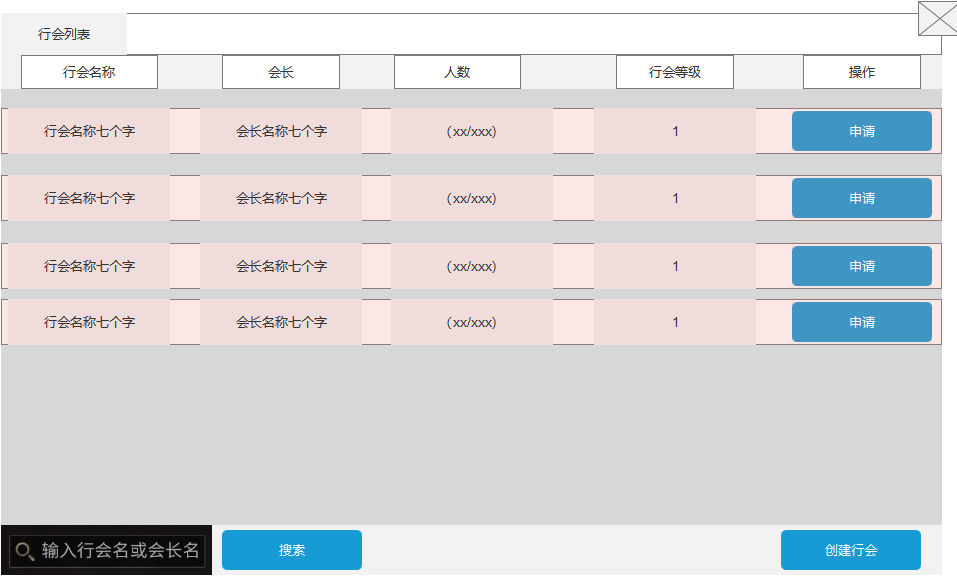 行会列表
行会名称 会长 人数 行会等级 操作
行会名称七个字 会长名称七个字 (xx/xxx) 1 申请
行会名称七个字 会长名称七个字 (xx/xxx) 1 申请
行会名称七个字 会长名称七个字 (xx/xxx) 1 申请
行会名称七个字 会长名称七个字 (xx/xxx) 1 申请
输入行会名或会长名 搜索 创建行会